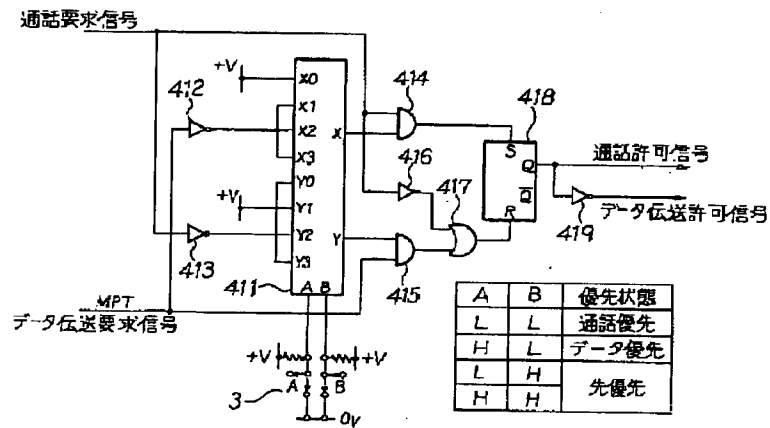 通話要求信号
+V
412
X0
X1
X2
X3
Y0
Y1
Y2
Y3
X
Y
A B
411
+V
413
414
416
417
415
418
S
Q
Q̅
R
通話許可信号
データ伝送許可信号
419
MPT
データ伝送要求信号
+V
+V
A
B
3
0V
A B 優先状態
L L 通話優先
H L データ優先
L H 先優先
H H